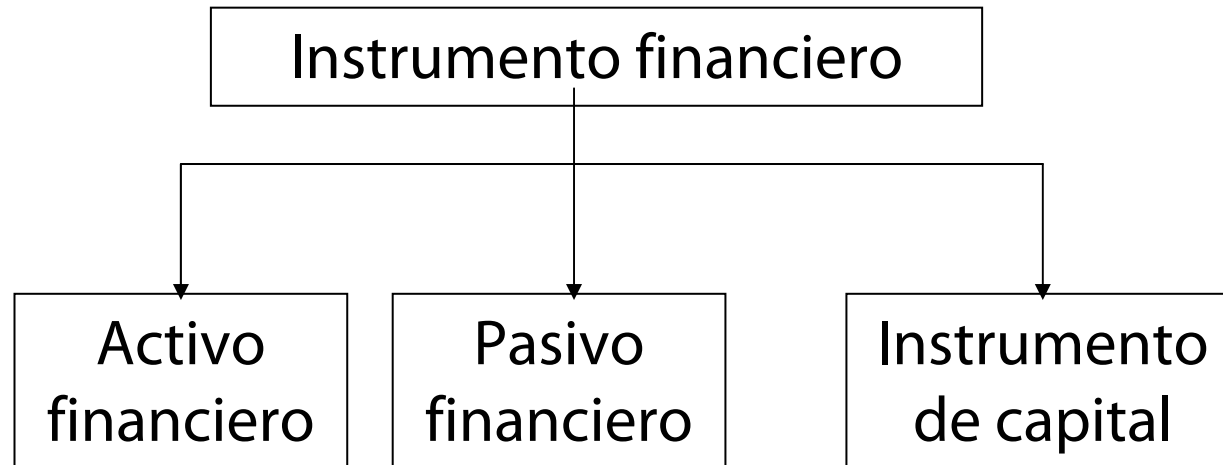 Instrumento financiero
Activo
financiero
Pasivo
financiero
Instrumento
de capital